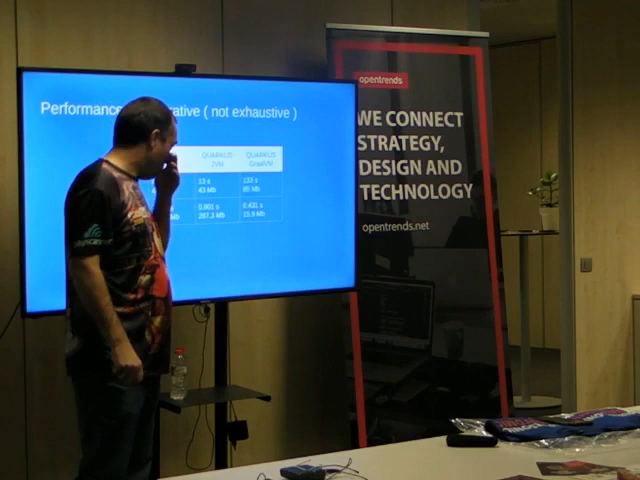 Performance
rative ( not exhaustive )
QUARKUS
JVM
QUARKUS
GraalVM
13 s
43 Mb
133 s
85 Mb
0.801 s
287.3 Mb
0.431 s
15.9 Mb
opentrends
WE CONNECT
STRATEGY,
DESIGN AND
TECHNOLOGY
opentrends.net